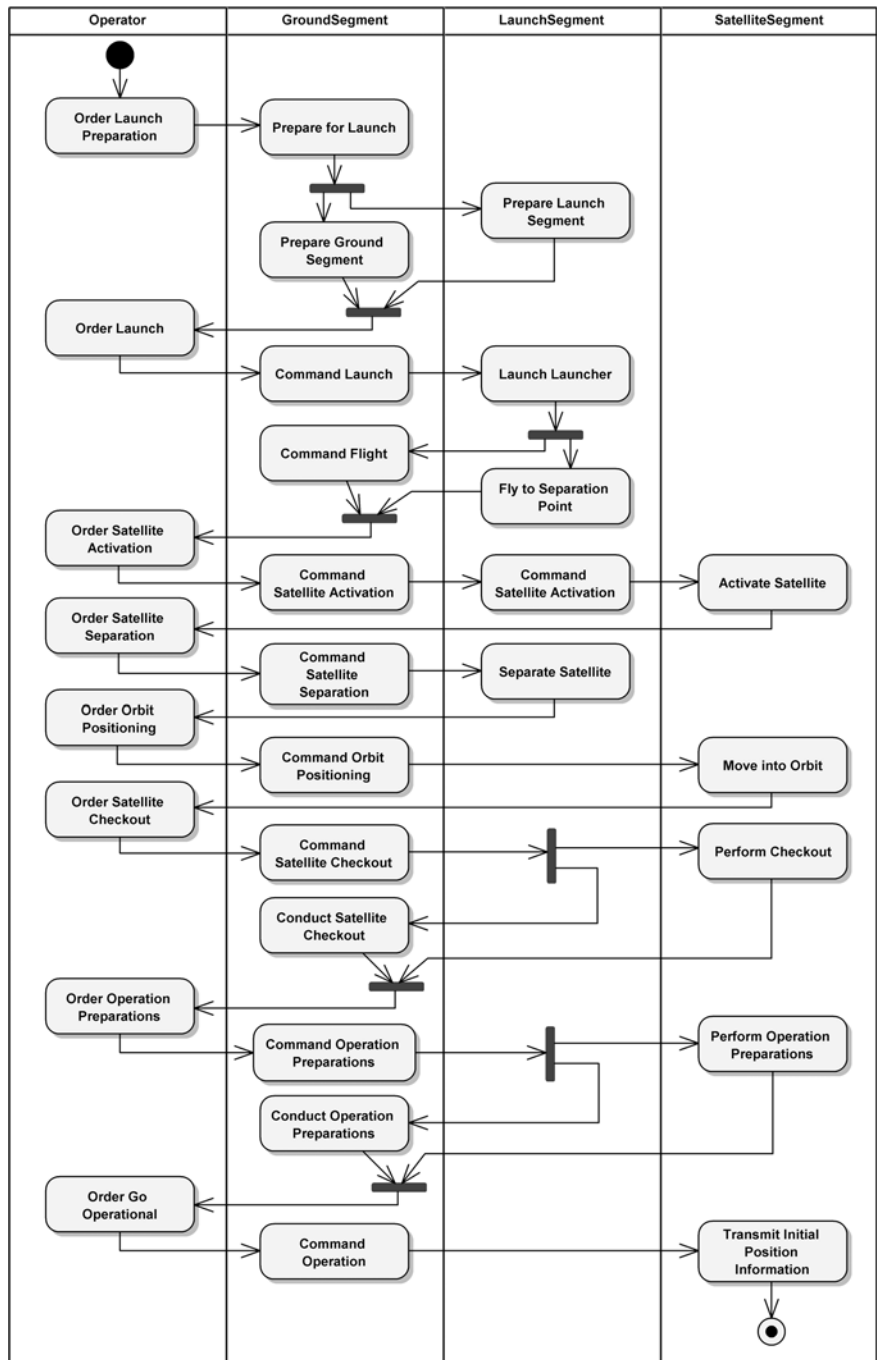 Operator
GroundSegment
LaunchSegment
SatelliteSegment
Order Launch
Preparation
Prepare for Launch
Prepare Launch
Segment
Prepare Ground
Segment
Order Launch
Command Launch
Launch Launcher
Command Flight
Fly to Separation
Point
Order Satellite
Activation
Command
Satellite Activation
Command
Satellite Activation
Activate Satellite
Order Satellite
Separation
Command
Satellite
Separation
Separate Satellite
Order Orbit
Positioning
Command Orbit
Positioning
Move into Orbit
Order Satellite
Checkout
Command
Satellite Checkout
Perform Checkout
Conduct Satellite
Checkout
Order Operation
Preparations
Command Operation
Preparations
Perform Operation
Preparations
Conduct Operation
Preparations
Order Go
Operational
Command
Operation
Transmit Initial
Position
Information